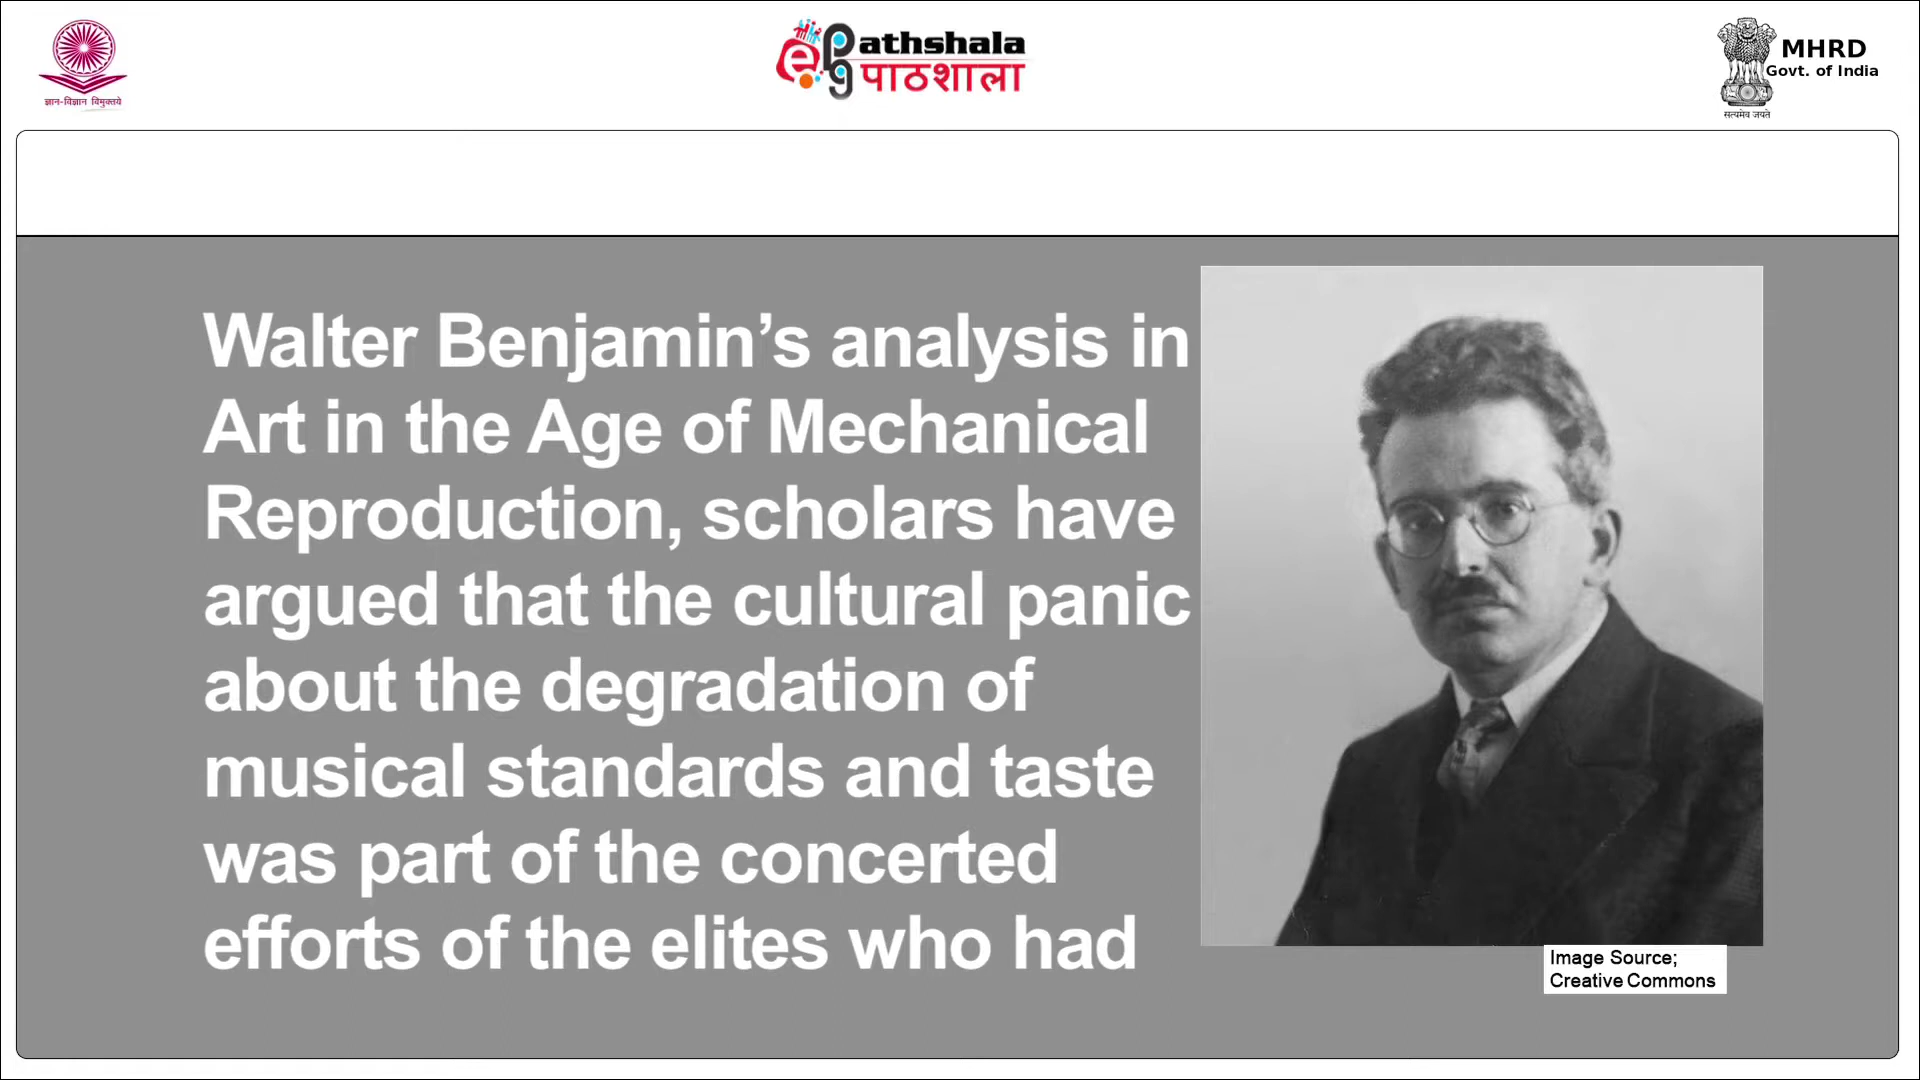 ज्ञान-विज्ञान विमुक्तये
epg athshala
पाठशाला
MHRD
Govt. of India
सत्यमेव जयते
Walter Benjamin’s analysis in
Art in the Age of Mechanical
Reproduction, scholars have
argued that the cultural panic
about the degradation of
musical standards and taste
was part of the concerted
efforts of the elites who had
Image Source;
Creative Commons